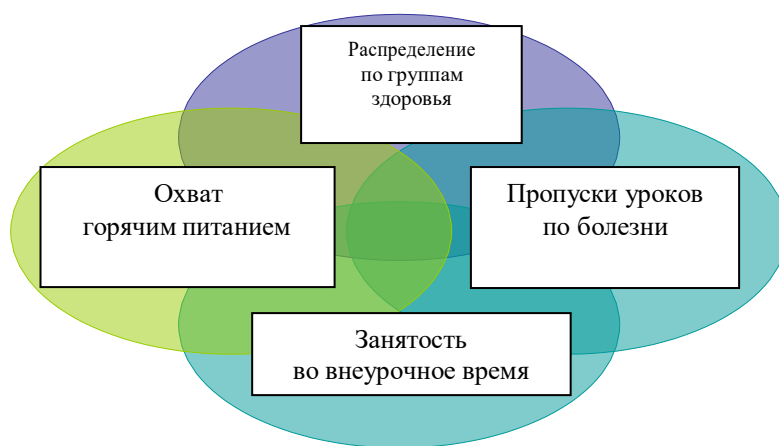 Распределение
по группам
здоровья
Охват
горячим питанием
Пропуски уроков
по болезни
Занятость
во внеурочное время